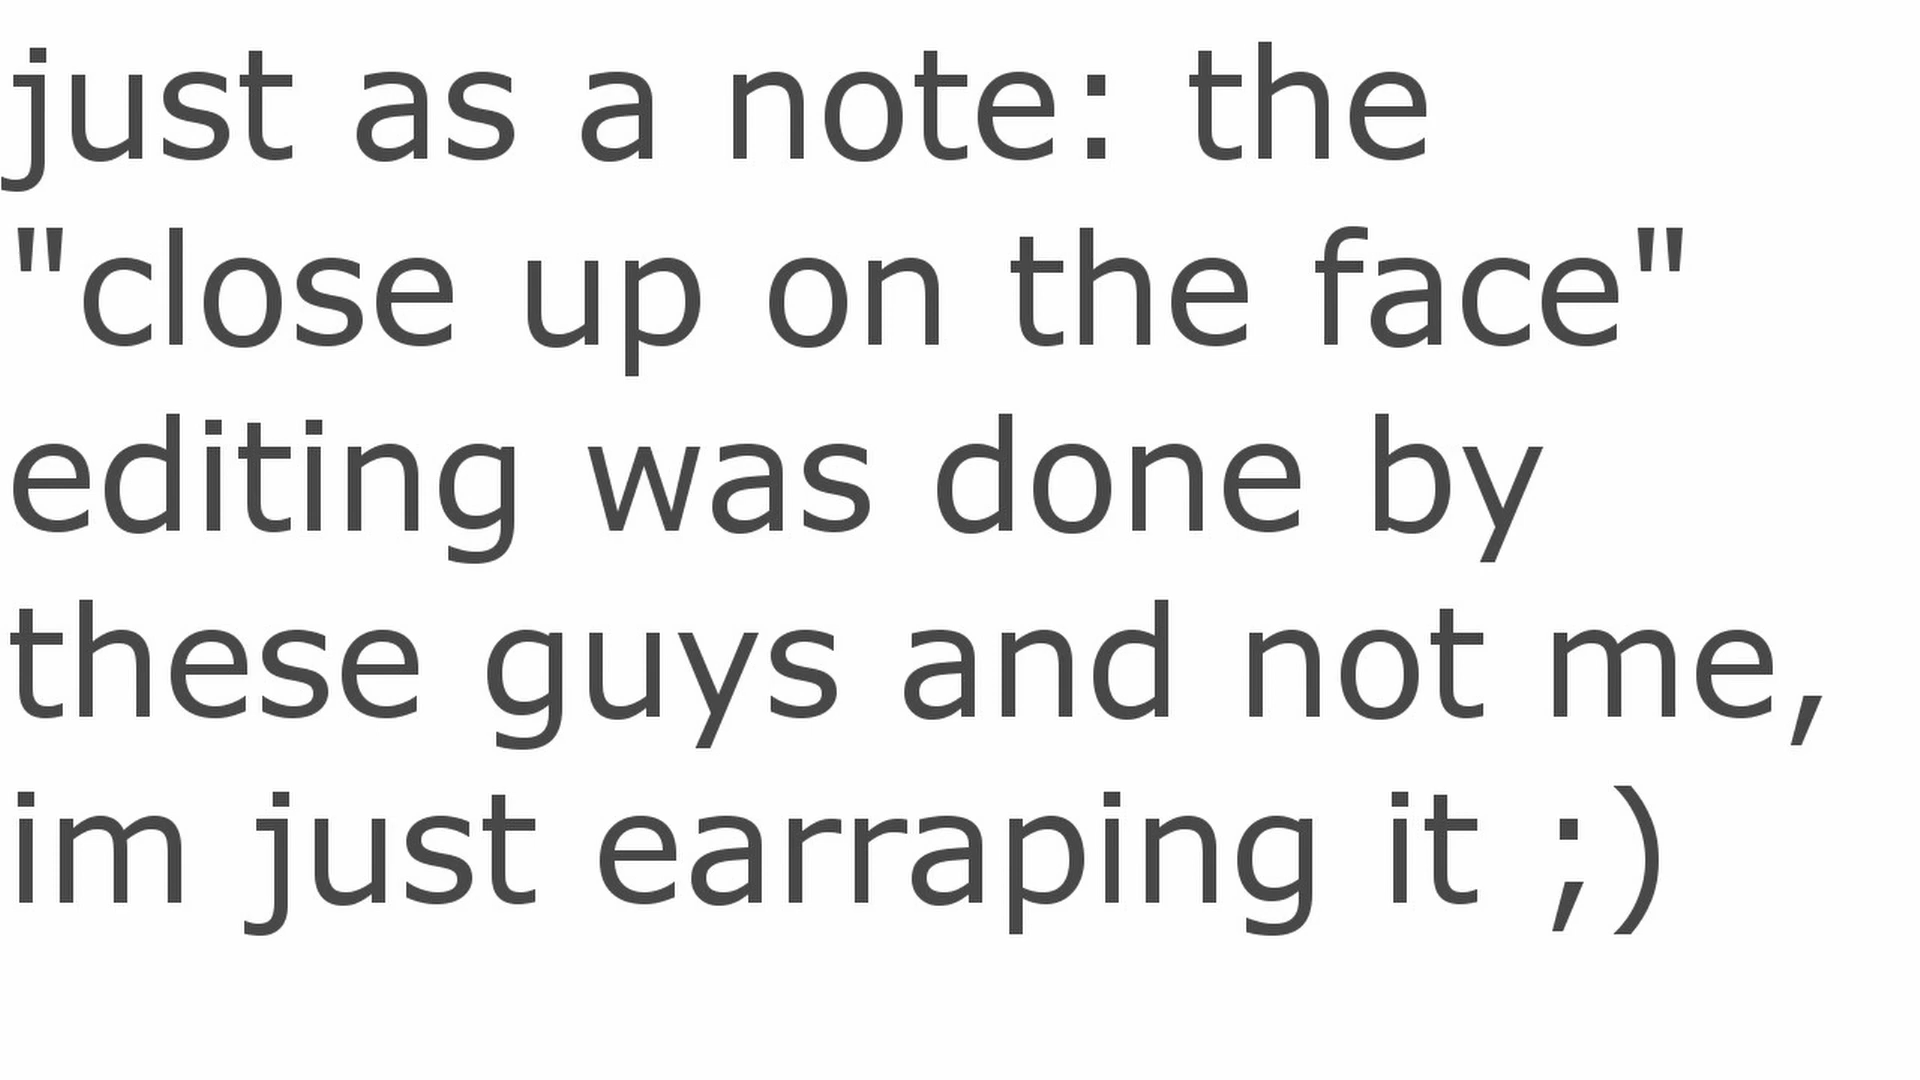 just as a note: the
"close up on the face"
editing was done by
these guys and not me,
im just earraping it ;)